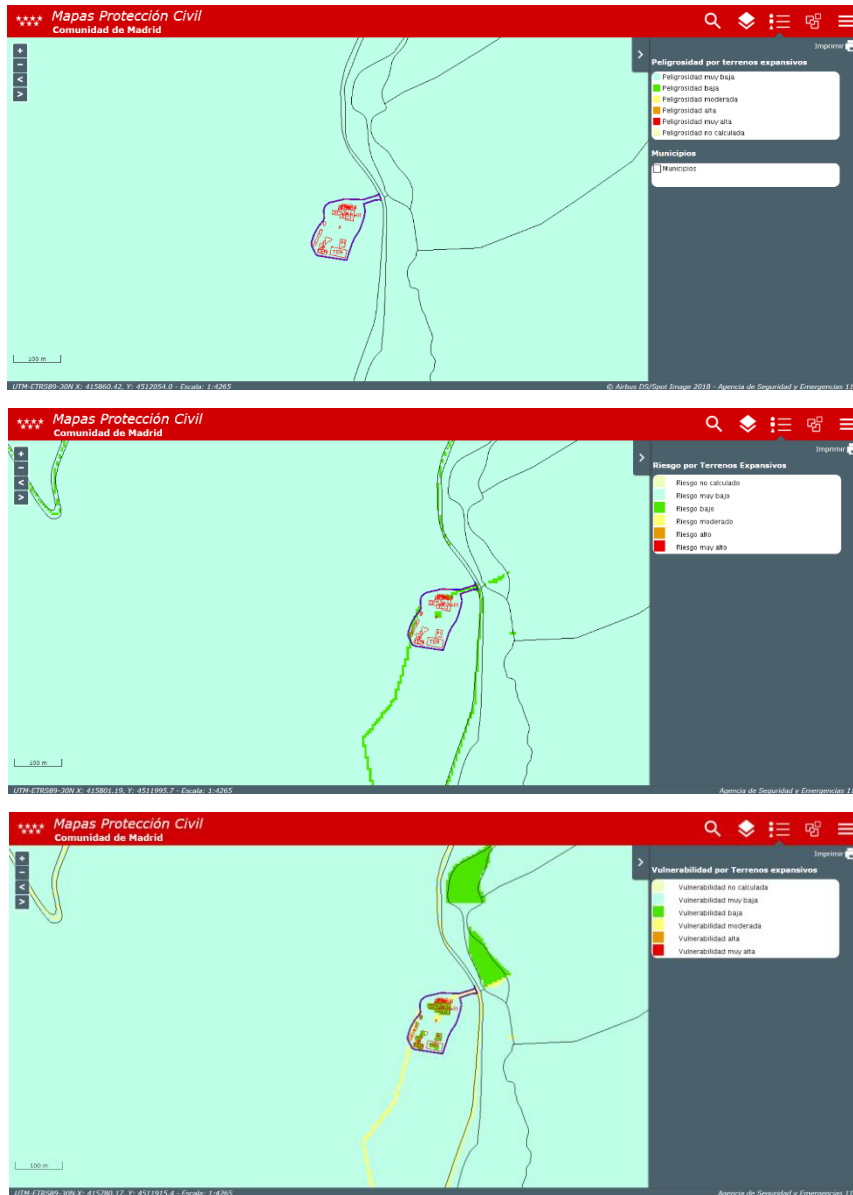 Mapas Protección Civil
Comunidad de Madrid
Imprimir
+
−
<
>
>
Peligrosidad por terrenos expansivos
Peligrosidad muy baja
Peligrosidad baja
Peligrosidad moderada
Peligrosidad alta
Peligrosidad muy alta
Peligrosidad no calculada
Municipios
Municipios
100 m
UTM-ETRS89-30N X: 415860.42, Y: 4512054.0 - Escala: 1:4265
© Airbus DS/Spot Image 2018 - Agencia de Seguridad y Emergencias 11
Mapas Protección Civil
Comunidad de Madrid
Imprimir
+
−
<
>
>
Riesgo por Terrenos Expansivos
Riesgo no calculado
Riesgo muy bajo
Riesgo bajo
Riesgo moderado
Riesgo alto
Riesgo muy alto
100 m
UTM-ETRS89-30N X: 415801.19, Y: 4511995.7 - Escala: 1:4265
Agencia de Seguridad y Emergencias 11
Mapas Protección Civil
Comunidad de Madrid
Imprimir
+
−
<
>
>
Vulnerabilidad por Terrenos expansivos
Vulnerabilidad no calculada
Vulnerabilidad muy baja
Vulnerabilidad baja
Vulnerabilidad moderada
Vulnerabilidad alta
Vulnerabilidad muy alta
100 m
UTM-ETRS89-30N X: 415780.17, Y: 4511915.4 - Escala: 1:4265
Agencia de Seguridad y Emergencias 11